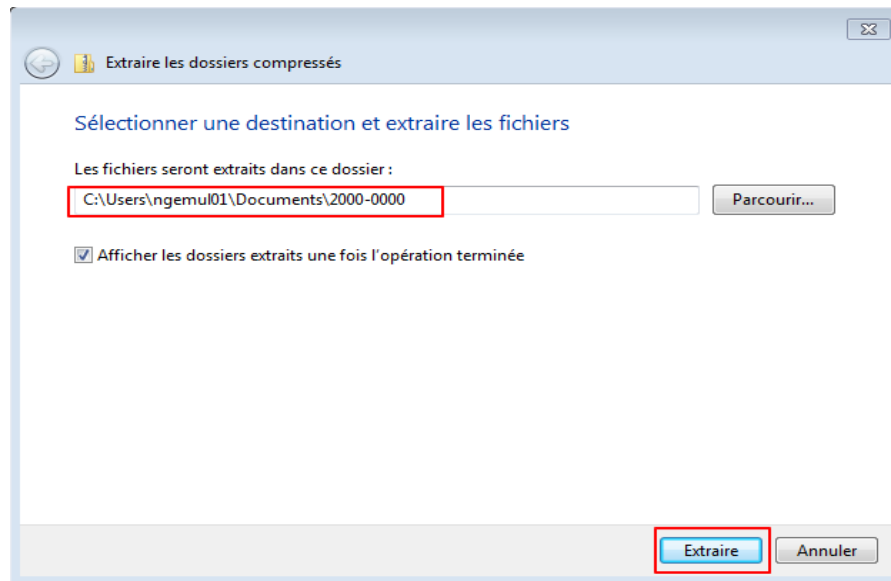 Extraire les dossiers compressés
Sélectionner une destination et extraire les fichiers
Les fichiers seront extraits dans ce dossier :
C:\Users\ngemul01\Documents\2000-0000
Parcourir...
Afficher les dossiers extraits une fois l'opération terminée
Extraire
Annuler